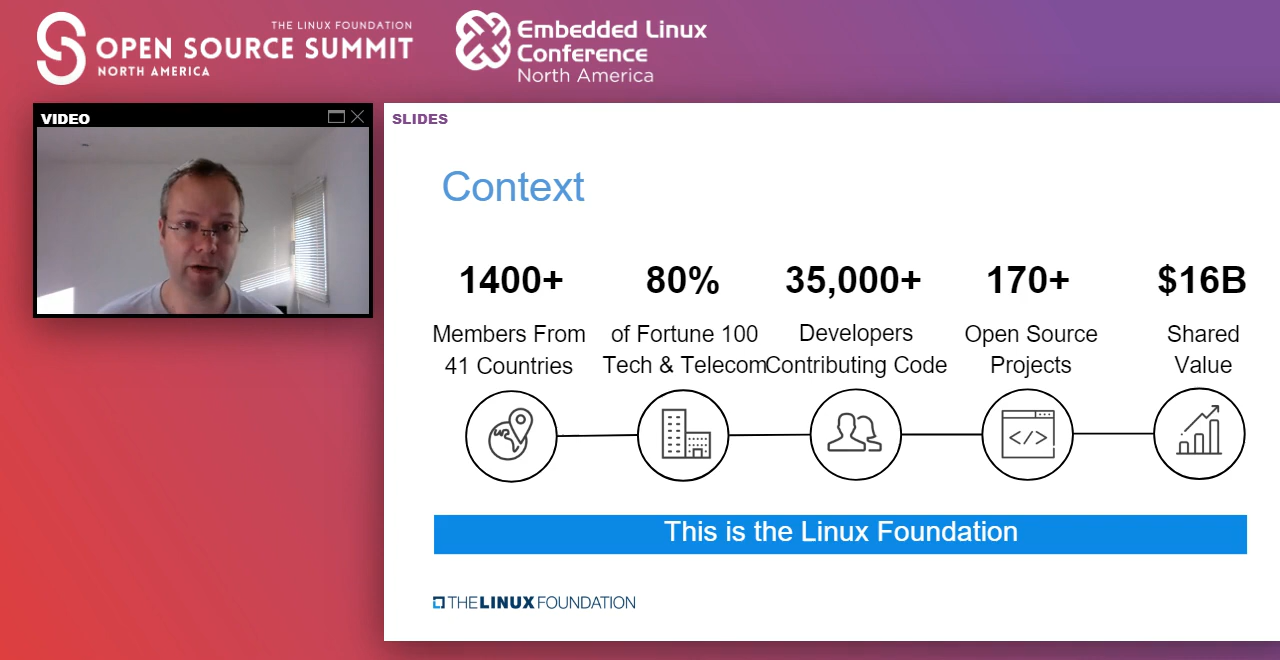 THE LINUX FOUNDATION
OPEN SOURCE SUMMIT
NORTH AMERICA
Embedded Linux
Conference
North America
VIDEO
SLIDES
Context
1400+
Members From
41 Countries
80%
of Fortune 100
Tech & Telecom
35,000+
Developers
Contributing Code
170+
Open Source
Projects
$16B
Shared
Value
</>
This is the Linux Foundation
THE LINUX FOUNDATION